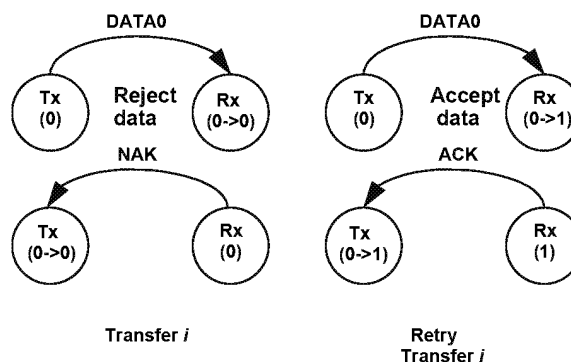 DATA0
Tx
(0)
Reject
data
Rx
(0->0)
NAK
Tx
(0->0)
Rx
(0)
Transfer i
DATA0
Tx
(0)
Accept
data
Rx
(0->1)
ACK
Tx
(0->1)
Rx
(1)
Retry
Transfer i